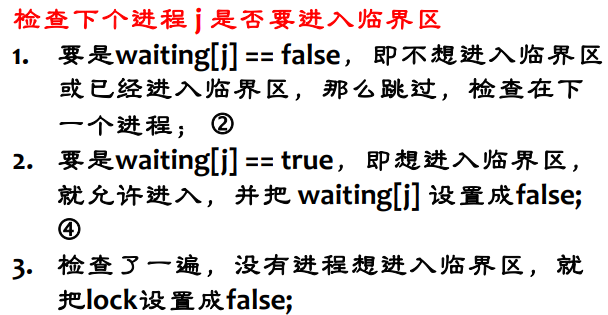 检查下个进程 j 是否要进入临界区
1. 要是waiting[j] == false，即不想进入临界区
或已经进入临界区，那么跳过，检查在下
一个进程；②
2. 要是waiting[j] == true，即想进入临界区，
就允许进入，并把 waiting[j] 设置成false;
④
3. 检查了一遍，没有进程想进入临界区，就
把lock设置成false;